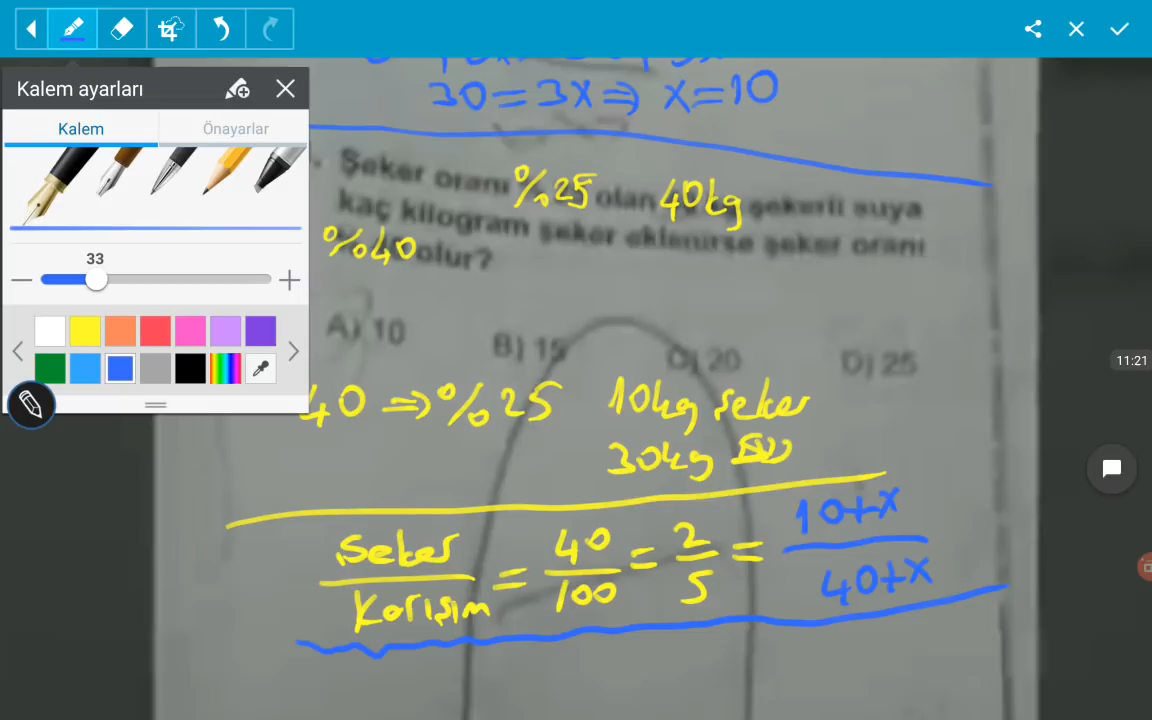 Kalem ayarları
Kalem
Önayarlar
33
30=3x⇒ x=10
Şeker oranı %25 olan 40kg şekerli suya
kaç kilogram şeker eklenirse şeker oranı
%40 olur?
A) 10
B) 15
C) 20
D) 25
40 ⇒ %25 10kg şeker
30kg su
Şeker / Karışım = 40/100 = 2/5 = 10+x / 40+x
11:21